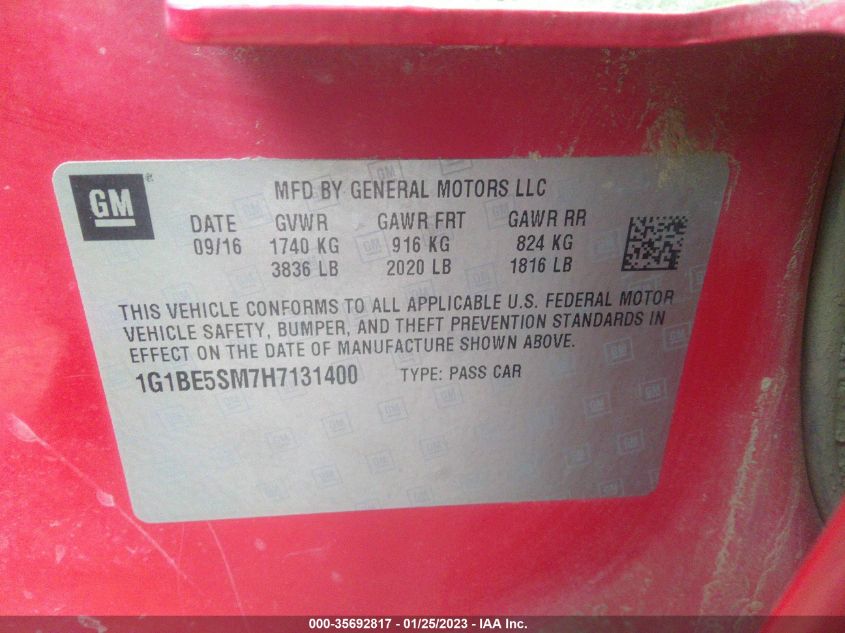 GM
MFD BY GENERAL MOTORS LLC
DATE GVWR GAWR FRT GAWR RR
09/16 1740 KG 916 KG 824 KG
3836 LB 2020 LB 1816 LB
THIS VEHICLE CONFORMS TO ALL APPLICABLE U.S. FEDERAL MOTOR
VEHICLE SAFETY, BUMPER, AND THEFT PREVENTION STANDARDS IN
EFFECT ON THE DATE OF MANUFACTURE SHOWN ABOVE.
1G1BE5SM7H7131400 TYPE: PASS CAR
000-35692817 - 01/25/2023 - IAA Inc.